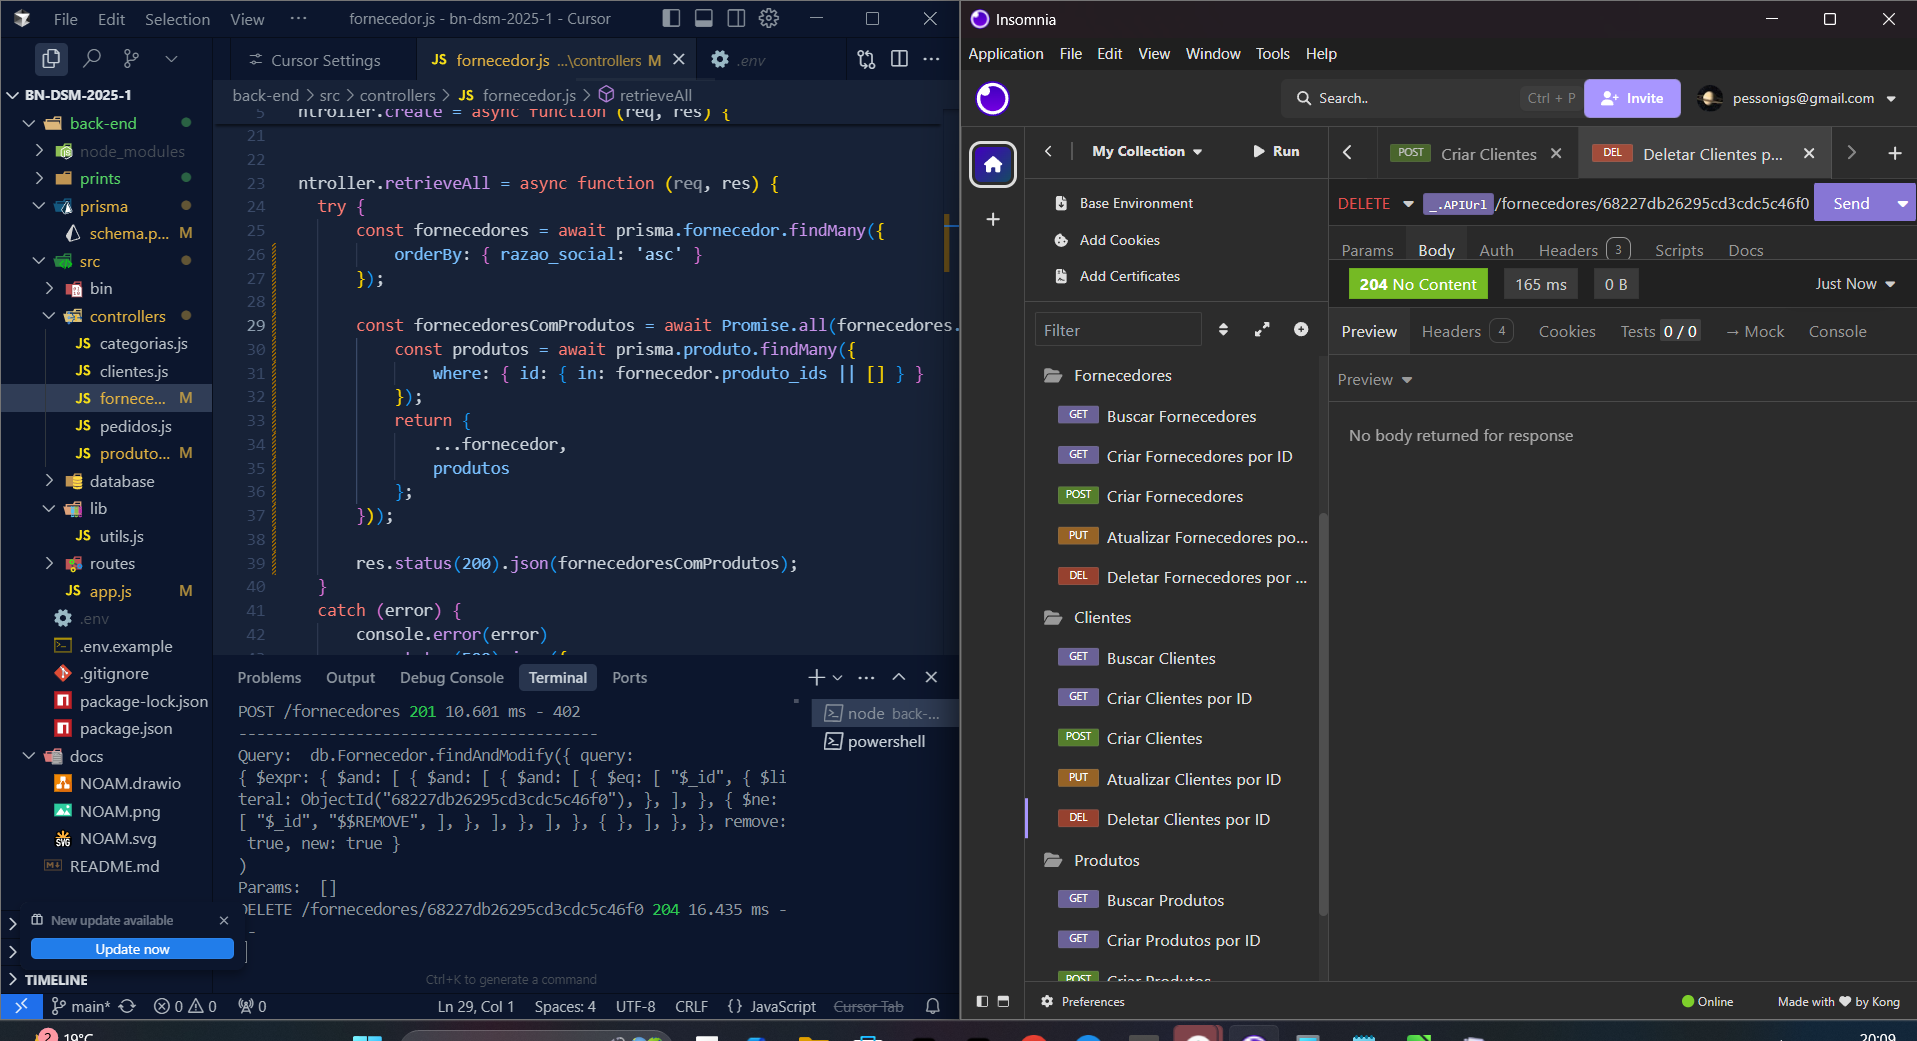 File Edit Selection View ··· fornecedor.js - bn-dsm-2025-1 - Cursor
Cursor Settings
JS fornecedor.js ...\controllers M
.env
BN-DSM-2025-1
back-end
node_modules
prints
prisma
schema.p... M
src
bin
controllers
JS categorias.js
JS clientes.js
JS fornece... M
JS pedidos.js
JS produto... M
database
lib
JS utils.js
routes
JS app.js M
.env
.env.example
.gitignore
package-lock.json
package.json
docs
NOAM.drawio
NOAM.png
NOAM.svg
README.md
New update available
Update now
TIMELINE
back-end > src > controllers > JS fornecedor.js > retrieveAll
5 ntroller.create = async function (req, res) {
21
22
23 ntroller.retrieveAll = async function (req, res) {
24 try {
25 const fornecedores = await prisma.fornecedor.findMany({
26 orderBy: { razao_social: 'asc' }
27 });
28
29 const fornecedoresComProdutos = await Promise.all(fornecedores.
30 const produtos = await prisma.produto.findMany({
31 where: { id: { in: fornecedor.produto_ids || [] } }
32 });
33 return {
34 ...fornecedor,
35 produtos
36 };
37 }));
38
39 res.status(200).json(fornecedoresComProdutos);
40 }
41 catch (error) {
42 console.error(error)
Problems Output Debug Console Terminal Ports
POST /fornecedores 201 10.601 ms - 402
---------------------------------------
Query: db.Fornecedor.findAndModify({ query:
{ $expr: { $and: [ { $and: [ { $and: [ { $eq: [ "$_id", { $li
teral: ObjectId("68227db26295cd3cdc5c46f0"), }, ], }, { $ne:
[ "$_id", "$$REMOVE", ], }, ], }, ], }, { }, ], }, }, remove:
true, new: true }
)
Params: []
DELETE /fornecedores/68227db26295cd3cdc5c46f0 204 16.435 ms -
-
node back-...
powershell
Ctrl+K to generate a command
main* 0 0 0 Ln 29, Col 1 Spaces: 4 UTF-8 CRLF {} JavaScript Cursor Tab
Insomnia
Application File Edit View Window Tools Help
Search.. Ctrl + P
Invite
pessonigs@gmail.com
My Collection
Run
Base Environment
Add Cookies
Add Certificates
Filter
Fornecedores
GET Buscar Fornecedores
GET Criar Fornecedores por ID
POST Criar Fornecedores
PUT Atualizar Fornecedores po...
DEL Deletar Fornecedores por ...
Clientes
GET Buscar Clientes
GET Criar Clientes por ID
POST Criar Clientes
PUT Atualizar Clientes por ID
DEL Deletar Clientes por ID
Produtos
GET Buscar Produtos
GET Criar Produtos por ID
POST Criar Produtos
POST Criar Clientes
DEL Deletar Clientes p...
DELETE _.APIUrl /fornecedores/68227db26295cd3cdc5c46f0 Send
Params Body Auth Headers 3 Scripts Docs
204 No Content 165 ms 0 B Just Now
Preview Headers 4 Cookies Tests 0 / 0 → Mock Console
Preview
No body returned for response
Preferences Online Made with ❤ by Kong
2 19°C
20:09